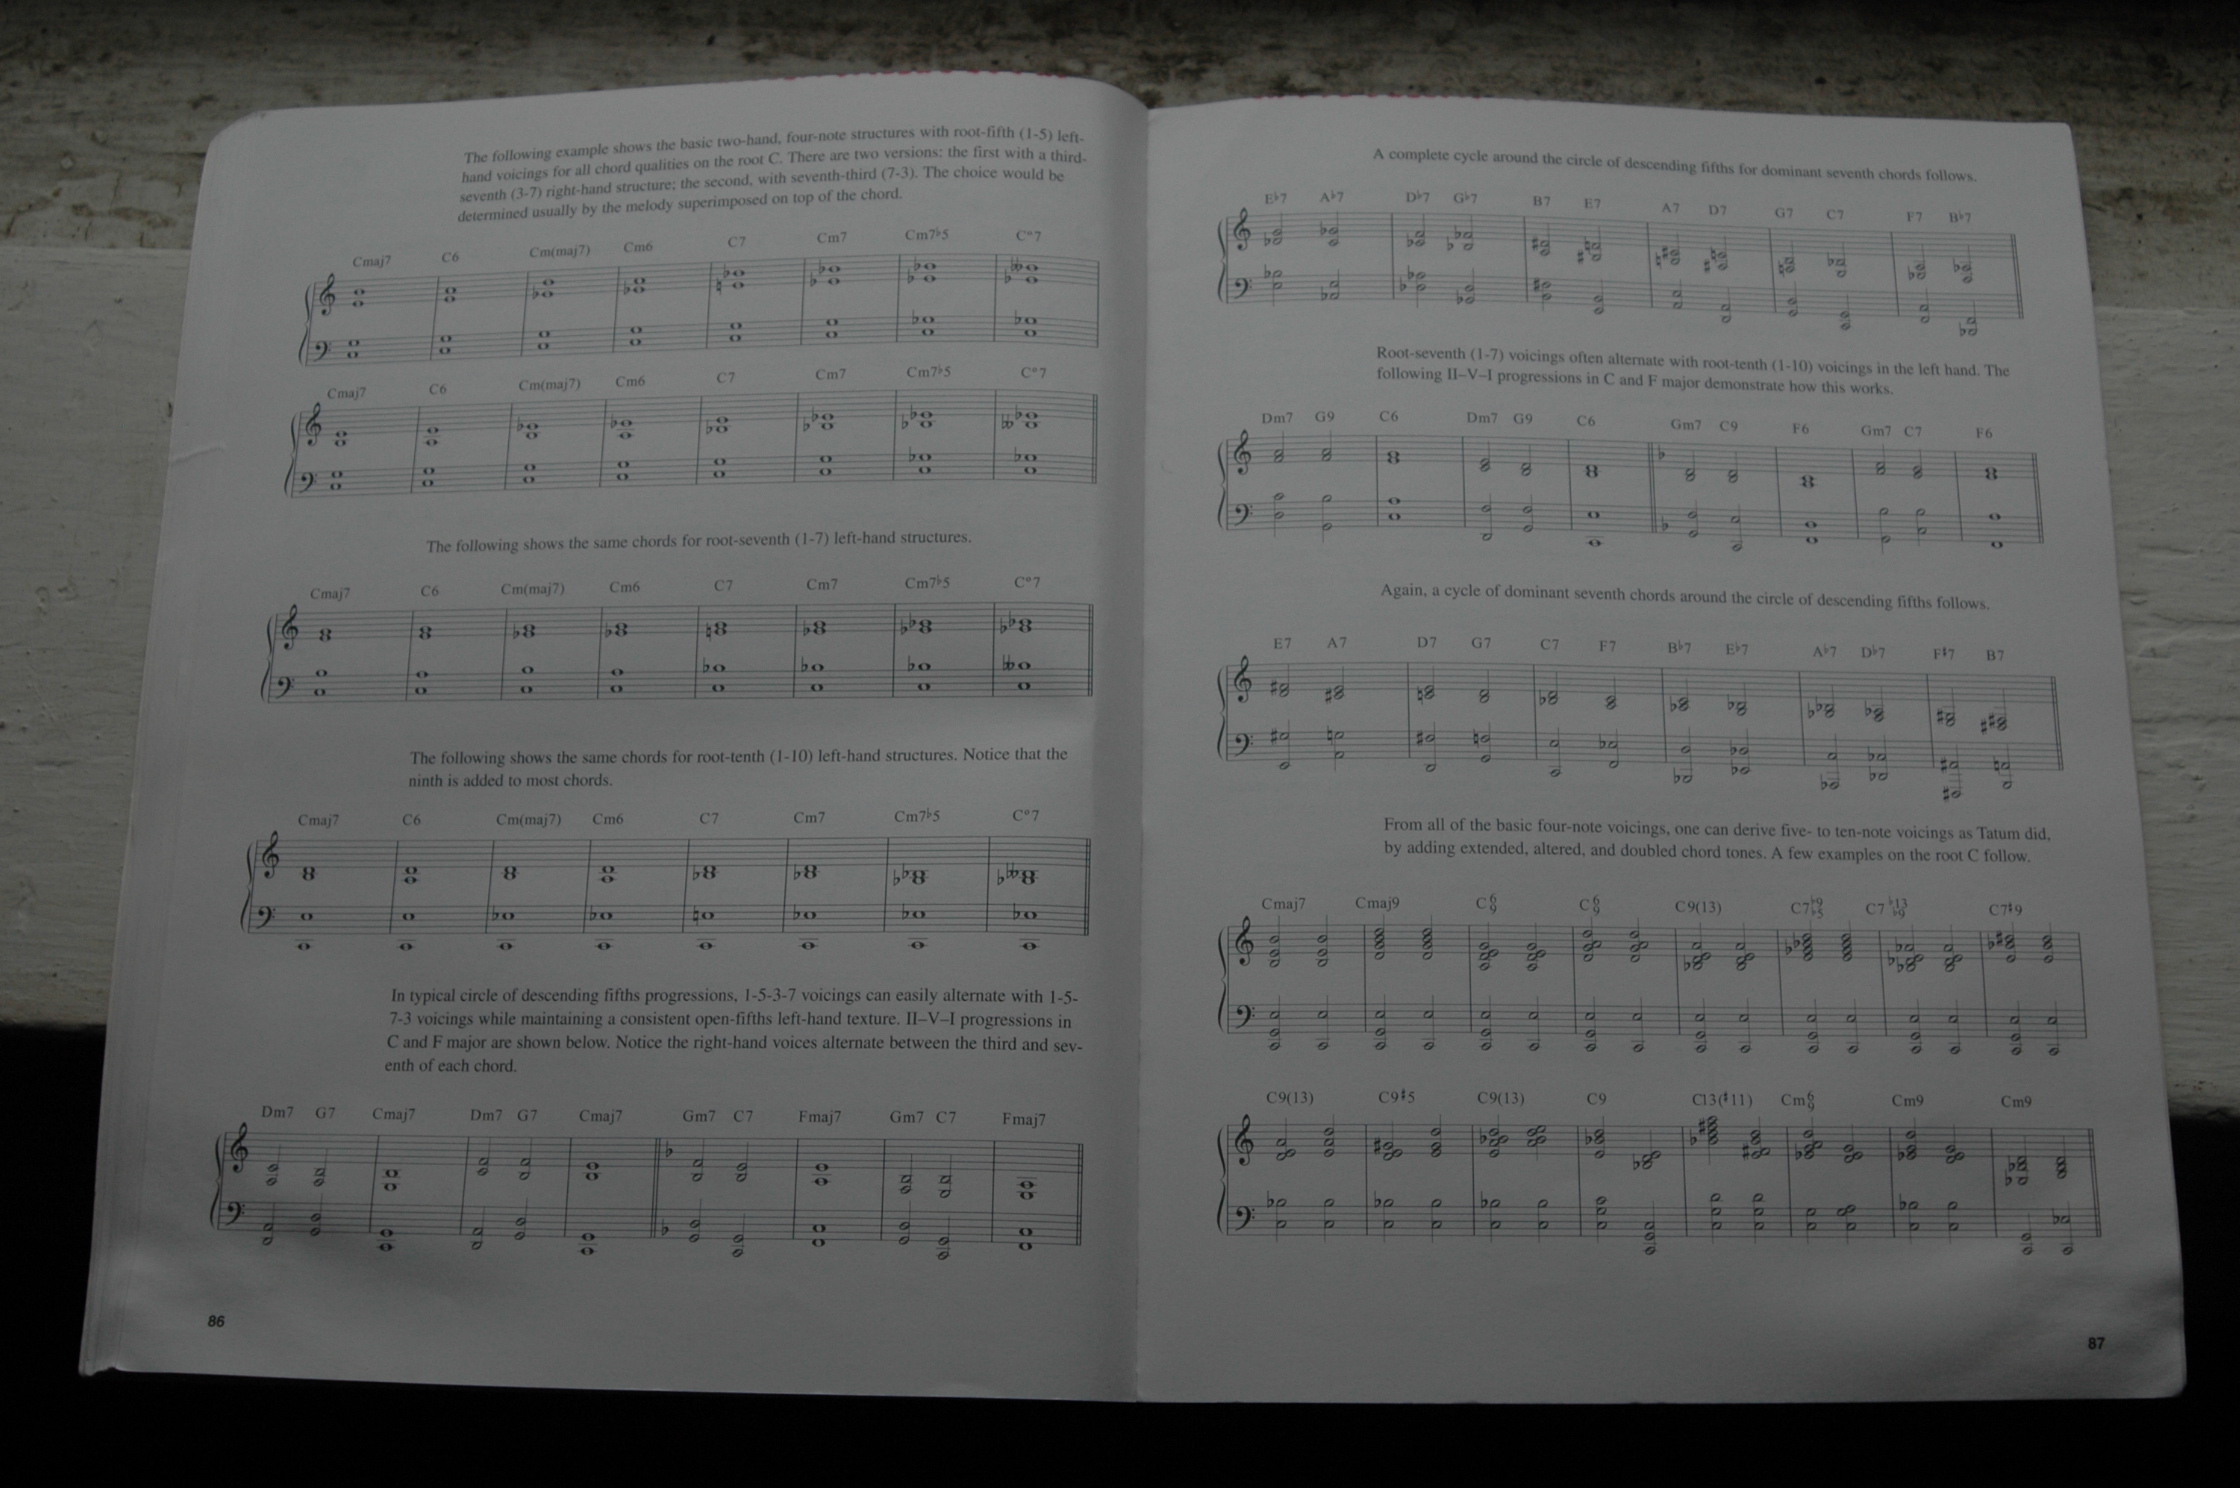 The following example shows the basic two-hand, four-note structures with root-fifth (1-5) left-
hand voicings for all chord qualities on the root C. There are two versions: the first with a third-
seventh (3-7) right-hand structure; the second, with seventh-third (7-3). The choice would be
determined usually by the melody superimposed on top of the chord.
Cmaj7 C6 Cm(maj7) Cm6 C7 Cm7 Cm7♭5 C°7
Cmaj7 C6 Cm(maj7) Cm6 C7 Cm7 Cm7♭5 C°7
The following shows the same chords for root-seventh (1-7) left-hand structures.
Cmaj7 C6 Cm(maj7) Cm6 C7 Cm7 Cm7♭5 C°7
The following shows the same chords for root-tenth (1-10) left-hand structures. Notice that the
ninth is added to most chords.
Cmaj7 C6 Cm(maj7) Cm6 C7 Cm7 Cm7♭5 C°7
In typical circle of descending fifths progressions, 1-5-3-7 voicings can easily alternate with 1-5-
7-3 voicings while maintaining a consistent open-fifths left-hand texture. II–V–I progressions in
C and F major are shown below. Notice the right-hand voices alternate between the third and sev-
enth of each chord.
Dm7 G7 Cmaj7 Dm7 G7 Cmaj7 Gm7 C7 Fmaj7 Gm7 C7 Fmaj7
86
A complete cycle around the circle of descending fifths for dominant seventh chords follows.
E♭7 A♭7 D♭7 G♭7 B7 E7 A7 D7 G7 C7 F7 B♭7
Root-seventh (1-7) voicings often alternate with root-tenth (1-10) voicings in the left hand. The
following II–V–I progressions in C and F major demonstrate how this works.
Dm7 G9 C6 Dm7 G9 C6 Gm7 C9 F6 Gm7 C7 F6
Again, a cycle of dominant seventh chords around the circle of descending fifths follows.
E7 A7 D7 G7 C7 F7 B♭7 E♭7 A♭7 D♭7 F♯7 B7
From all of the basic four-note voicings, one can derive five- to ten-note voicings as Tatum did,
by adding extended, altered, and doubled chord tones. A few examples on the root C follow.
Cmaj7 Cmaj9 C6/9 C6/9 C9(13) C7♭9♭5 C7♭13♭9 C7♯9
C9(13) C9♯5 C9(13) C9 C13(♯11) Cm6/9 Cm9 Cm9
87